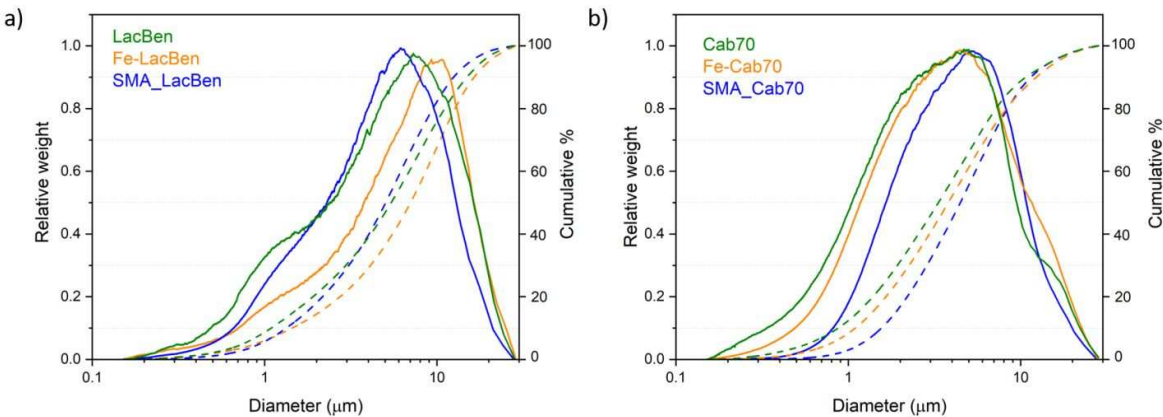 a)
LacBen
Fe-LacBen
SMA_LacBen
1.0
0.8
0.6
0.4
0.2
0.0
Relative weight
100
80
60
40
20
0
Cumulative %
0.1
1
10
Diameter (µm)
b)
Cab70
Fe-Cab70
SMA_Cab70
1.0
0.8
0.6
0.4
0.2
0.0
Relative weight
100
80
60
40
20
0
Cumulative %
0.1
1
10
Diameter (µm)